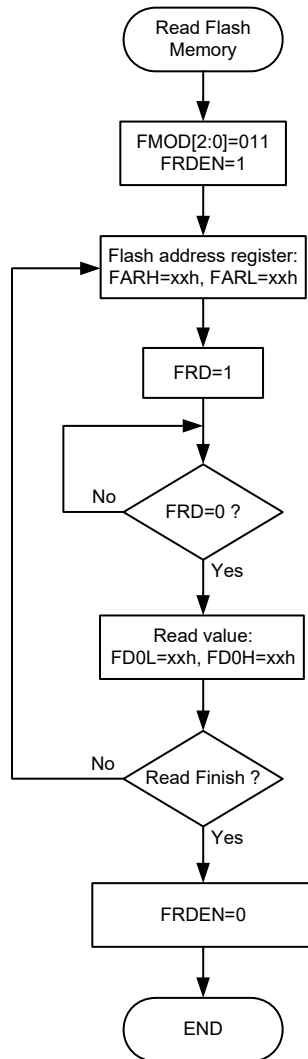 Read Flash
Memory
FMOD[2:0]=011
FRDEN=1
Flash address register:
FARH=xxh, FARL=xxh
FRD=1
No
FRD=0 ?
Yes
Read value:
FD0L=xxh, FD0H=xxh
No
Read Finish ?
Yes
FRDEN=0
END